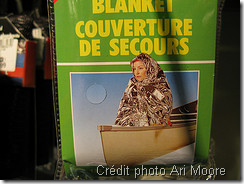 BLANKET
COUVERTURE
DE SECOURS
Crédit photo Ari Moore